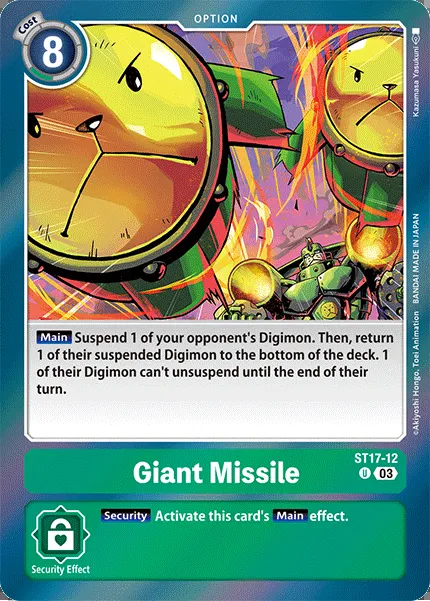 OPTION
Cost
8
Kazumasa Yasukuni
Main Suspend 1 of your opponent's Digimon. Then, return
1 of their suspended Digimon to the bottom of the deck. 1
of their Digimon can't unsuspend until the end of their
turn.
©Akiyoshi Hongo, Toei Animation BANDAI MADE IN JAPAN
ST17-12
Giant Missile
U 03
Security Activate this card's Main effect.
Security Effect